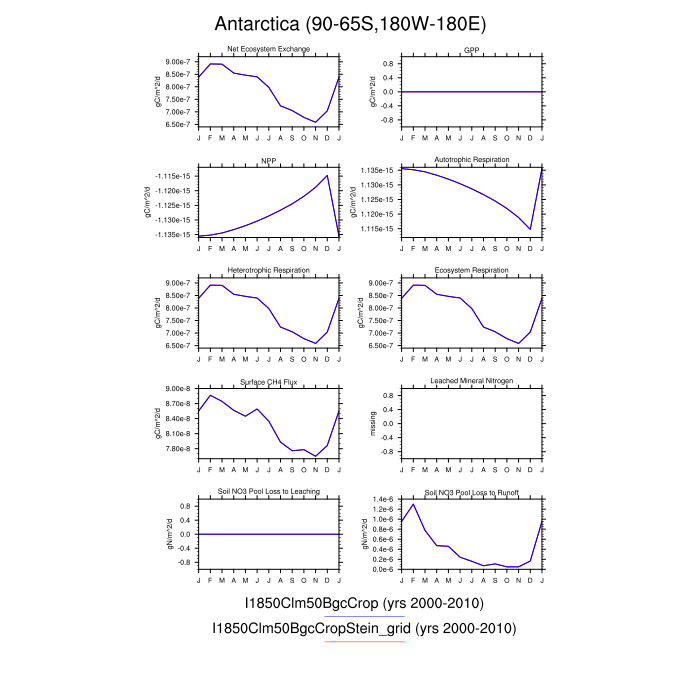 Antarctica (90-65S,180W-180E)
Net Ecosystem Exchange
gC/m^2/d
9.00e-7
8.50e-7
8.00e-7
7.50e-7
7.00e-7
6.50e-7
J F M A M J J A S O N D J
GPP
gC/m^2/d
0.8
0.4
0.0
-0.4
-0.8
J F M A M J J A S O N D J
NPP
gC/m^2/d
-1.115e-15
-1.120e-15
-1.125e-15
-1.130e-15
-1.135e-15
J F M A M J J A S O N D J
Autotrophic Respiration
gC/m^2/d
1.135e-15
1.130e-15
1.125e-15
1.120e-15
1.115e-15
J F M A M J J A S O N D J
Heterotrophic Respiration
gC/m^2/d
9.00e-7
8.50e-7
8.00e-7
7.50e-7
7.00e-7
6.50e-7
J F M A M J J A S O N D J
Ecosystem Respiration
gC/m^2/d
9.00e-7
8.50e-7
8.00e-7
7.50e-7
7.00e-7
6.50e-7
J F M A M J J A S O N D J
Surface CH4 Flux
gC/m^2/d
9.00e-8
8.70e-8
8.40e-8
8.10e-8
7.80e-8
J F M A M J J A S O N D J
Leached Mineral Nitrogen
missing
0.8
0.4
0.0
-0.4
-0.8
J F M A M J J A S O N D J
Soil NO3 Pool Loss to Leaching
gN/m^2/d
0.8
0.4
0.0
-0.4
-0.8
J F M A M J J A S O N D J
Soil NO3 Pool Loss to Runoff
gN/m^2/d
1.4e-6
1.2e-6
1.0e-6
0.8e-6
0.6e-6
0.4e-6
0.2e-6
0.0e-6
J F M A M J J A S O N D J
I1850Clm50BgcCrop (yrs 2000-2010)
I1850Clm50BgcCropStein_grid (yrs 2000-2010)